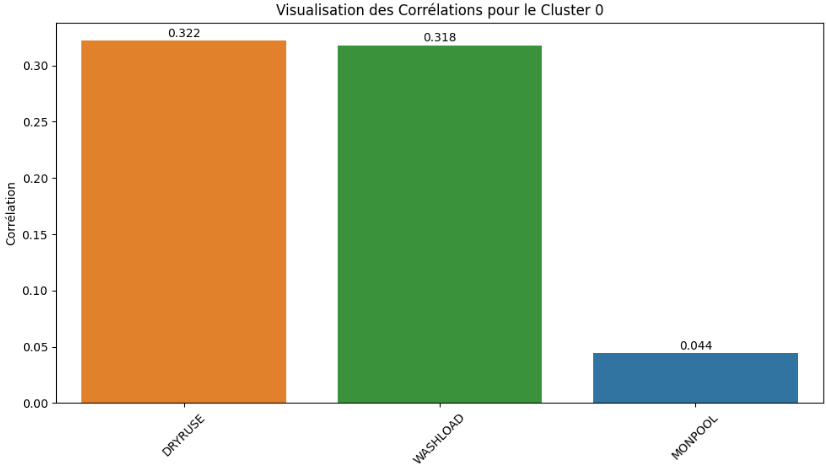 Visualisation des Corrélations pour le Cluster 0
0.322
0.318
0.044
0.30
0.25
0.20
0.15
0.10
0.05
0.00
Corrélation
DRYRUSE
WASHLOAD
MONPOOL